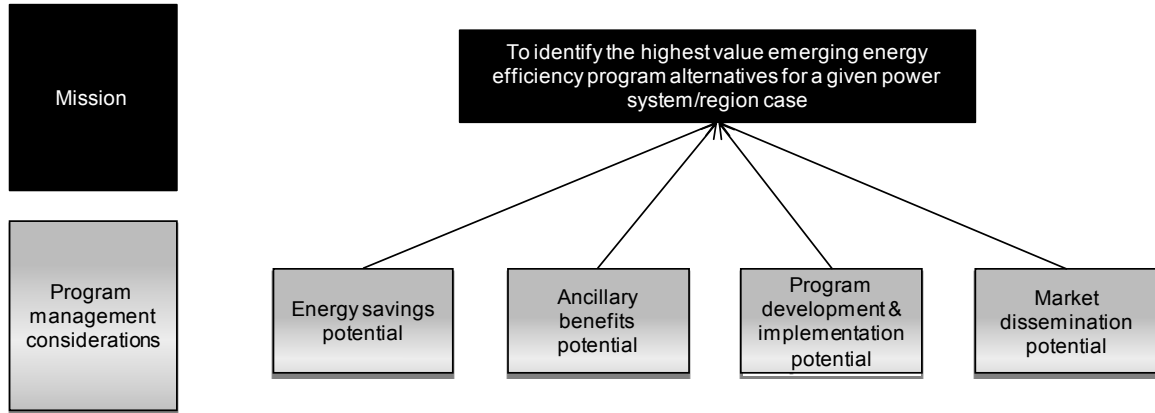 Mission
To identify the highest value emerging energy
efficiency program alternatives for a given power
system/region case
Program
management
considerations
Energy savings
potential
Ancillary
benefits
potential
Program
development &
implementation
potential
Market
dissemination
potential